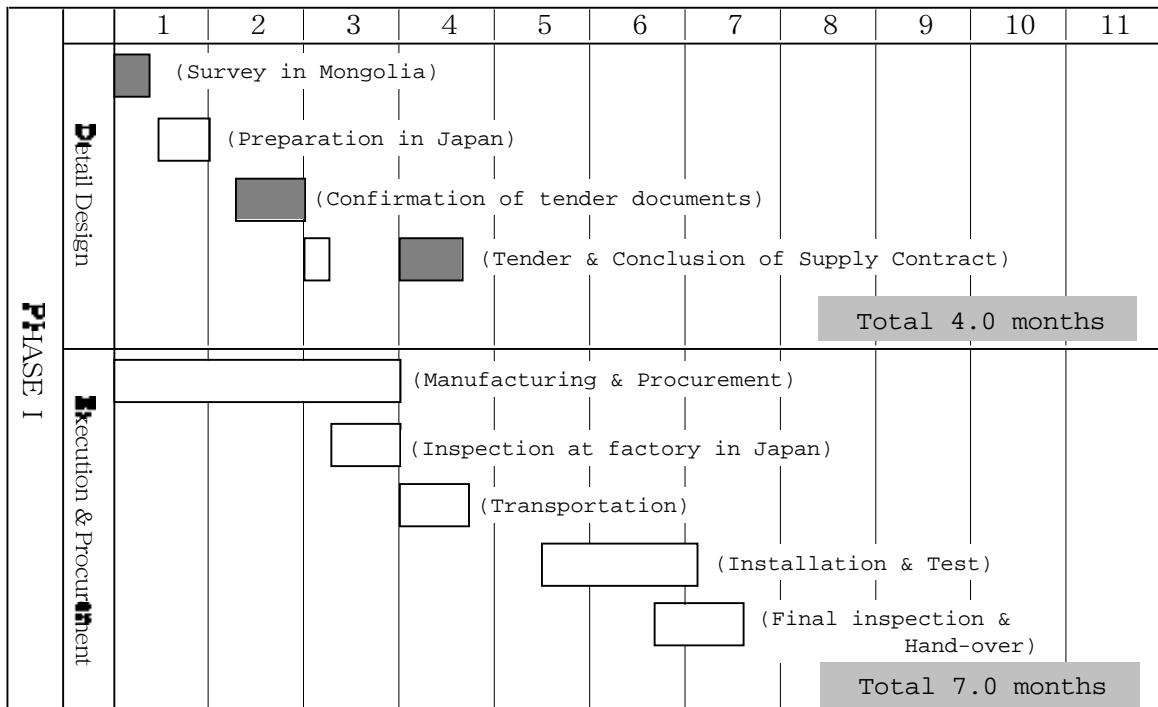 1 2 3 4 5 6 7 8 9 10 11
PHASE I
Detail Design
(Survey in Mongolia)
(Preparation in Japan)
(Confirmation of tender documents)
(Tender & Conclusion of Supply Contract)
Total 4.0 months
Execution & Procurement
(Manufacturing & Procurement)
(Inspection at factory in Japan)
(Transportation)
(Installation & Test)
(Final inspection &
Hand-over)
Total 7.0 months